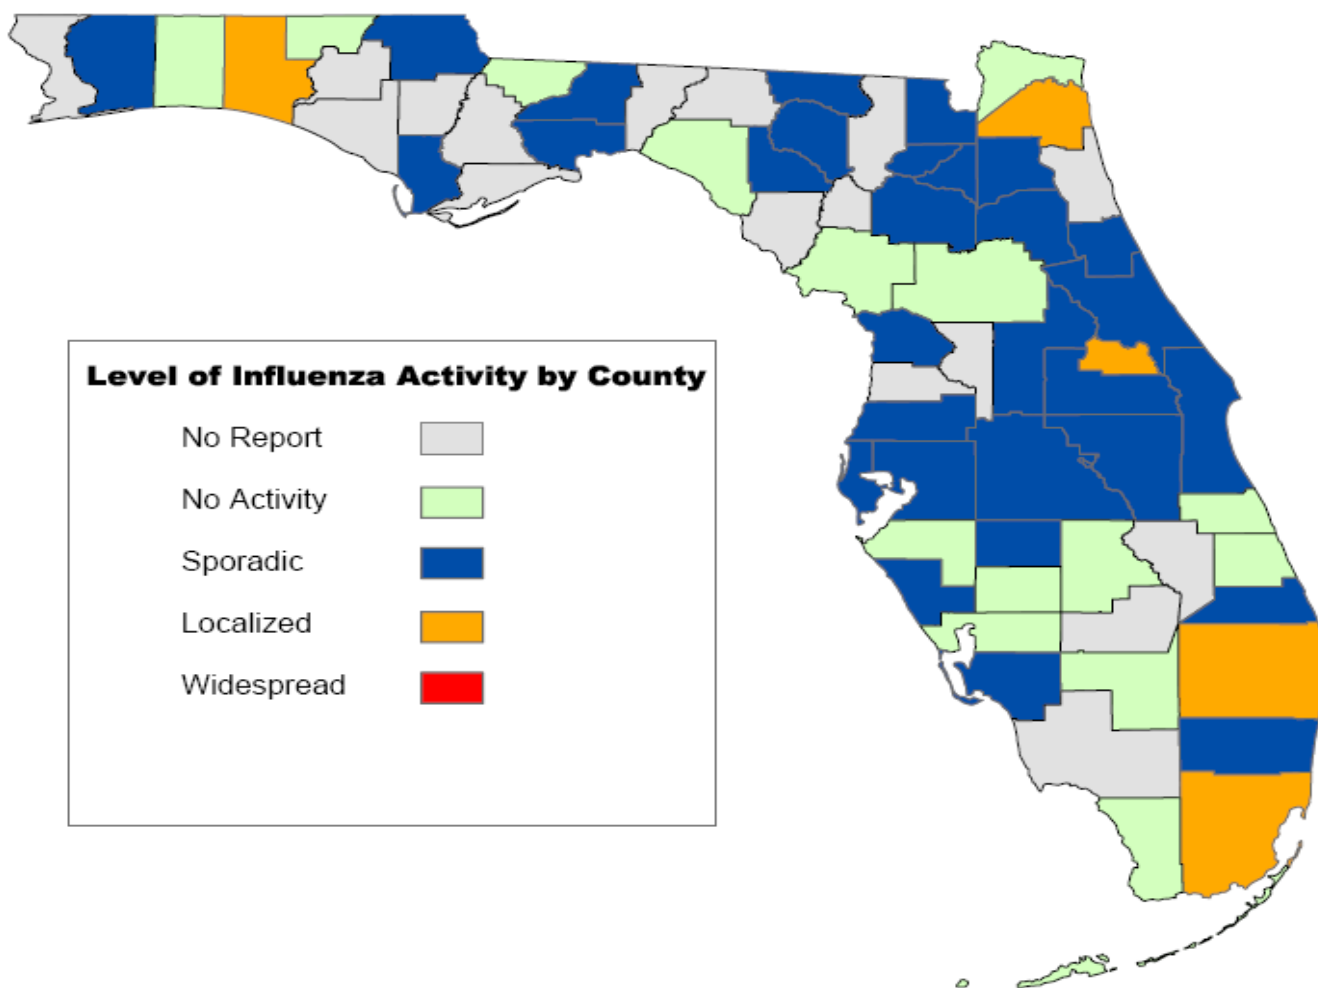 Level of Influenza Activity by County
No Report
No Activity
Sporadic
Localized
Widespread